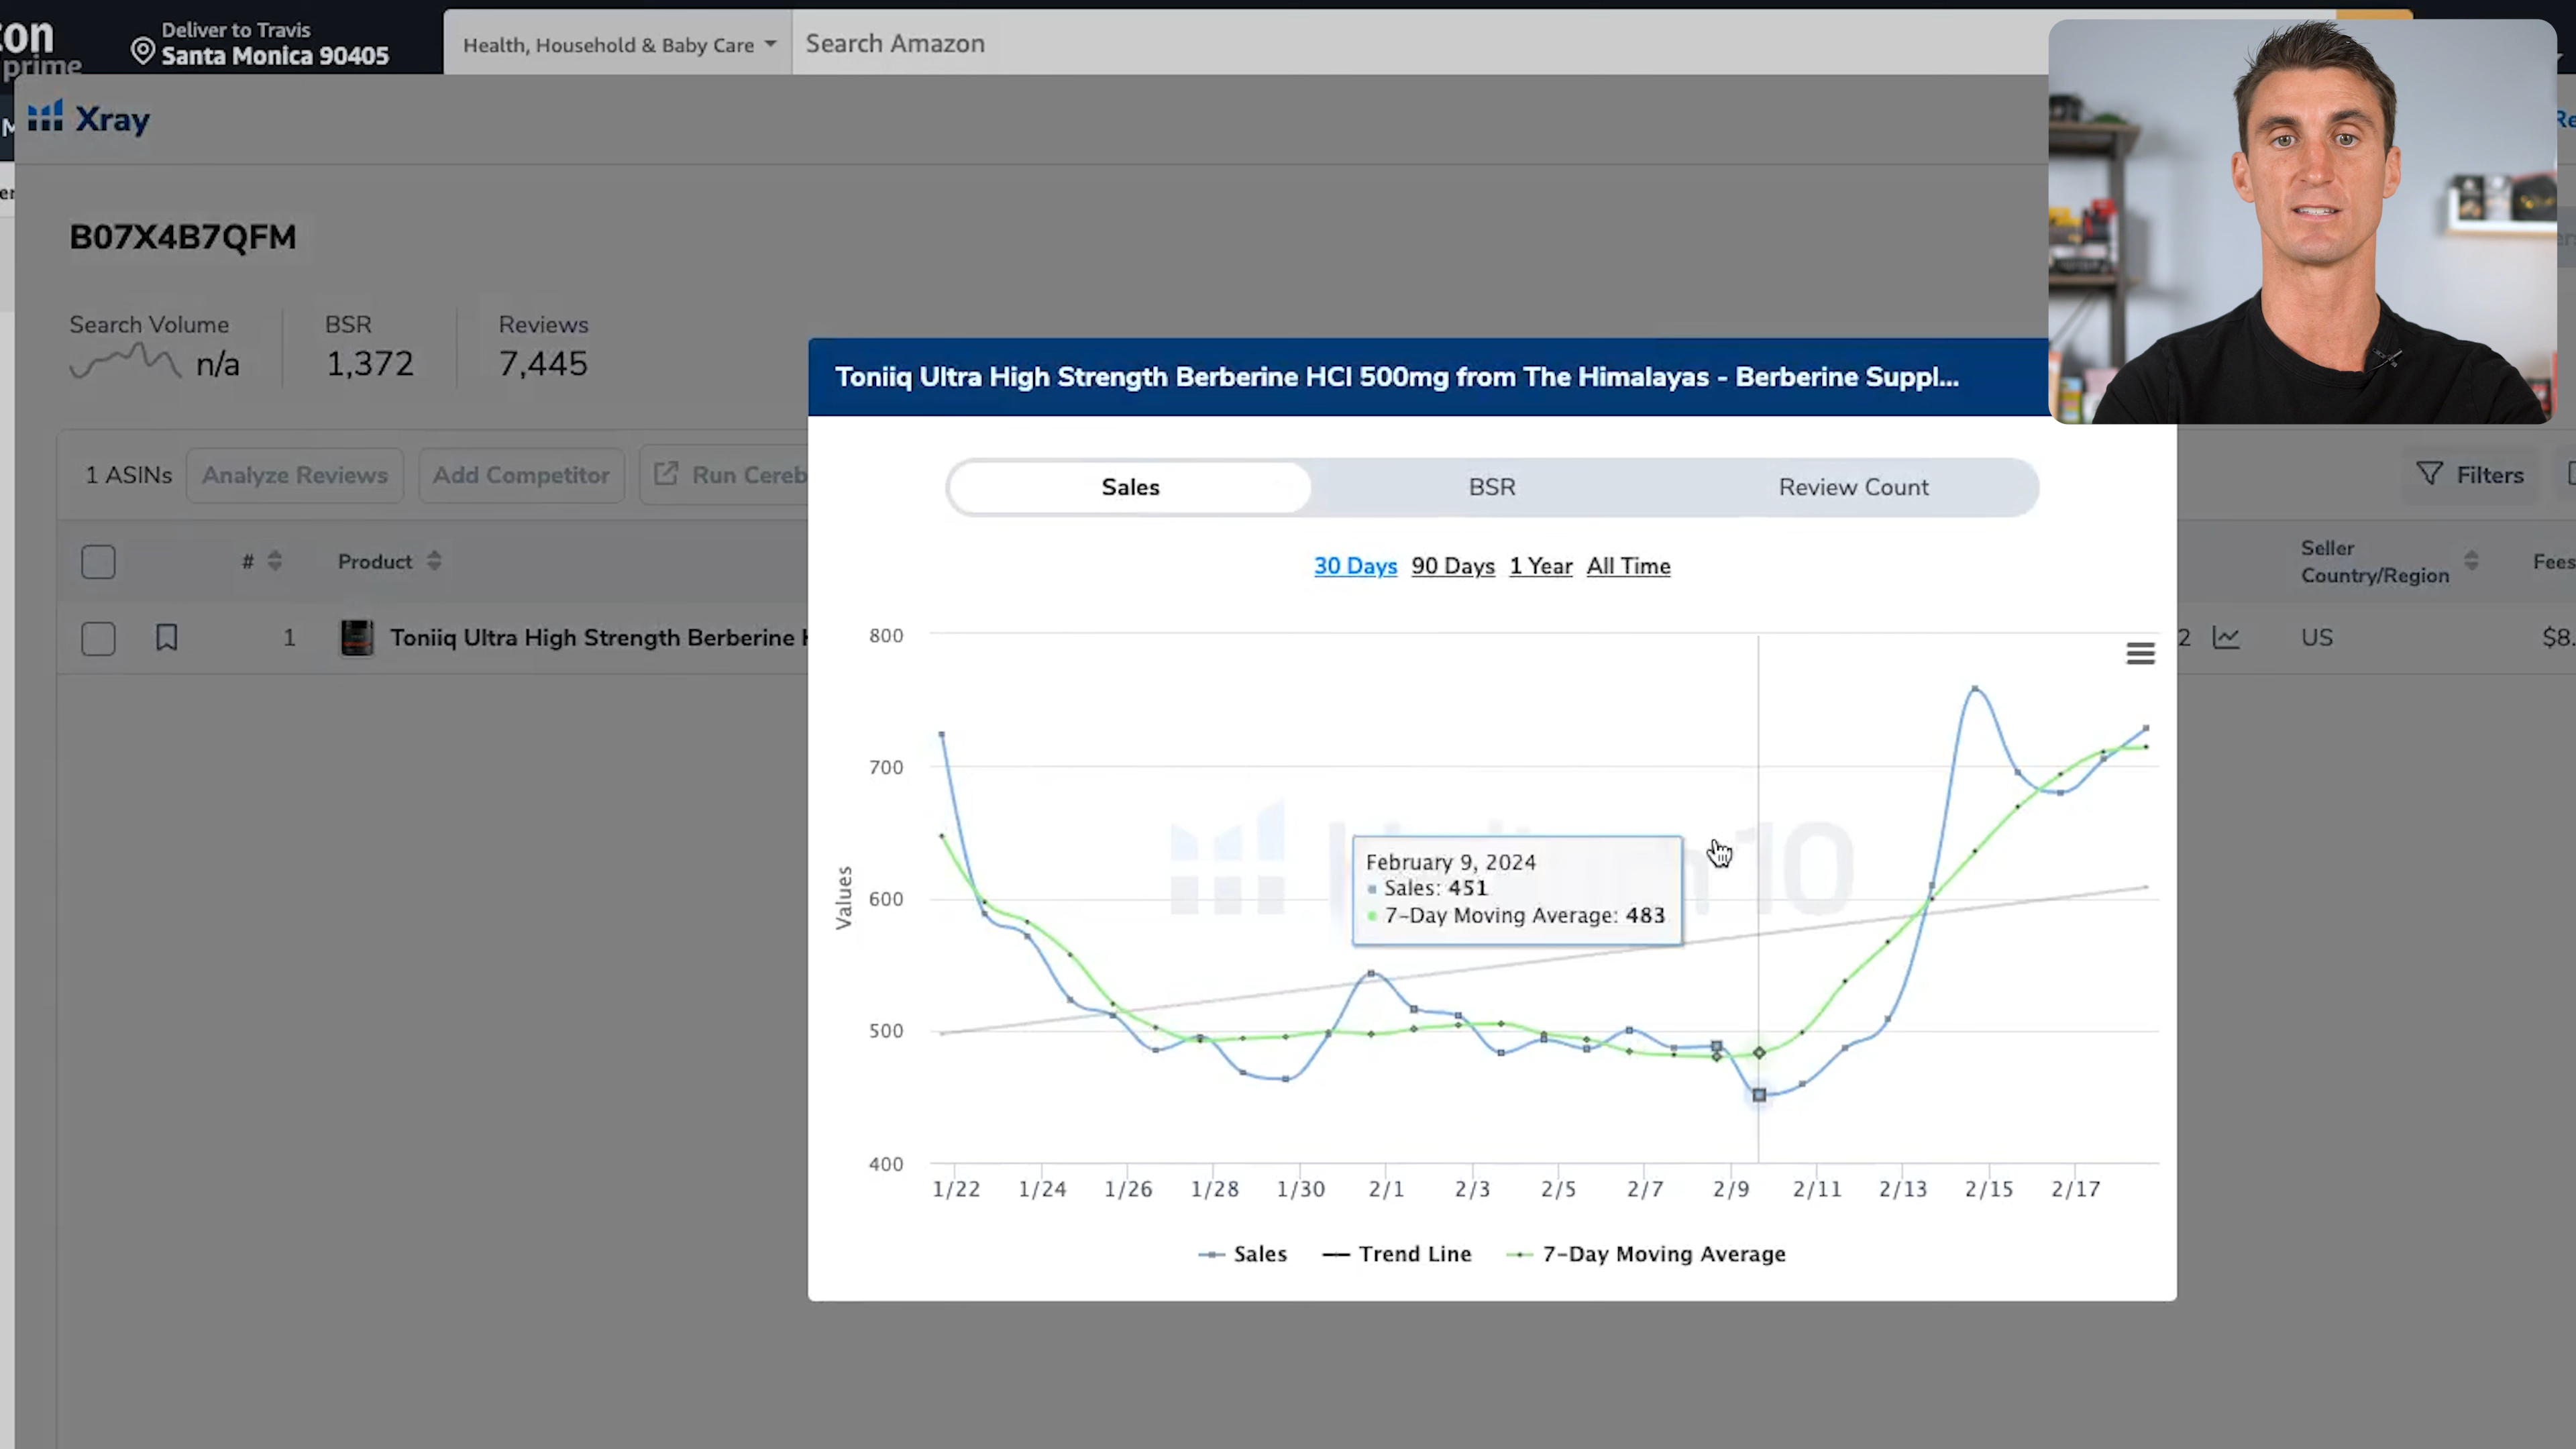 on
prime
Deliver to Travis
Santa Monica 90405
Health, Household & Baby Care
Search Amazon
Xray
B07X4B7QFM
Search Volume
n/a
BSR
1,372
Reviews
7,445
1 ASINs
Analyze Reviews
Add Competitor
Run Cereb
Filters
#
Product
Seller
Country/Region
Fees
1
Toniiq Ultra High Strength Berberine H
2
US
$8.
Toniiq Ultra High Strength Berberine HCl 500mg from The Himalayas - Berberine Suppl...
Sales
BSR
Review Count
30 Days
90 Days
1 Year
All Time
Values
800
700
600
500
400
February 9, 2024
Sales: 451
7-Day Moving Average: 483
10
1/22
1/24
1/26
1/28
1/30
2/1
2/3
2/5
2/7
2/9
2/11
2/13
2/15
2/17
Sales
Trend Line
7-Day Moving Average